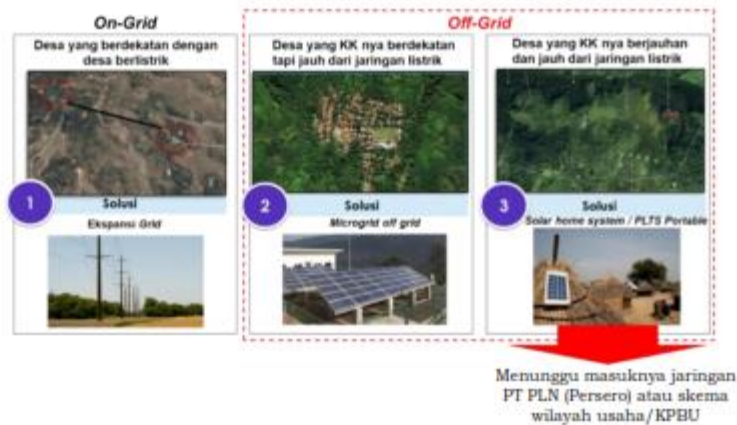 On-Grid
Off-Grid
Desa yang berdekatan dengan
desa berlistrik
Desa yang KK nya berdekatan
tapi jauh dari jaringan listrik
Desa yang KK nya berjauhan
dan jauh dari jaringan listrik
1
Solusi
Ekspansi Grid
2
Solusi
Microgrid off grid
3
Solusi
Solar home system / PLTS Portable
Menunggu masuknya jaringan
PT PLN (Persero) atau skema
wilayah usaha/KPBU